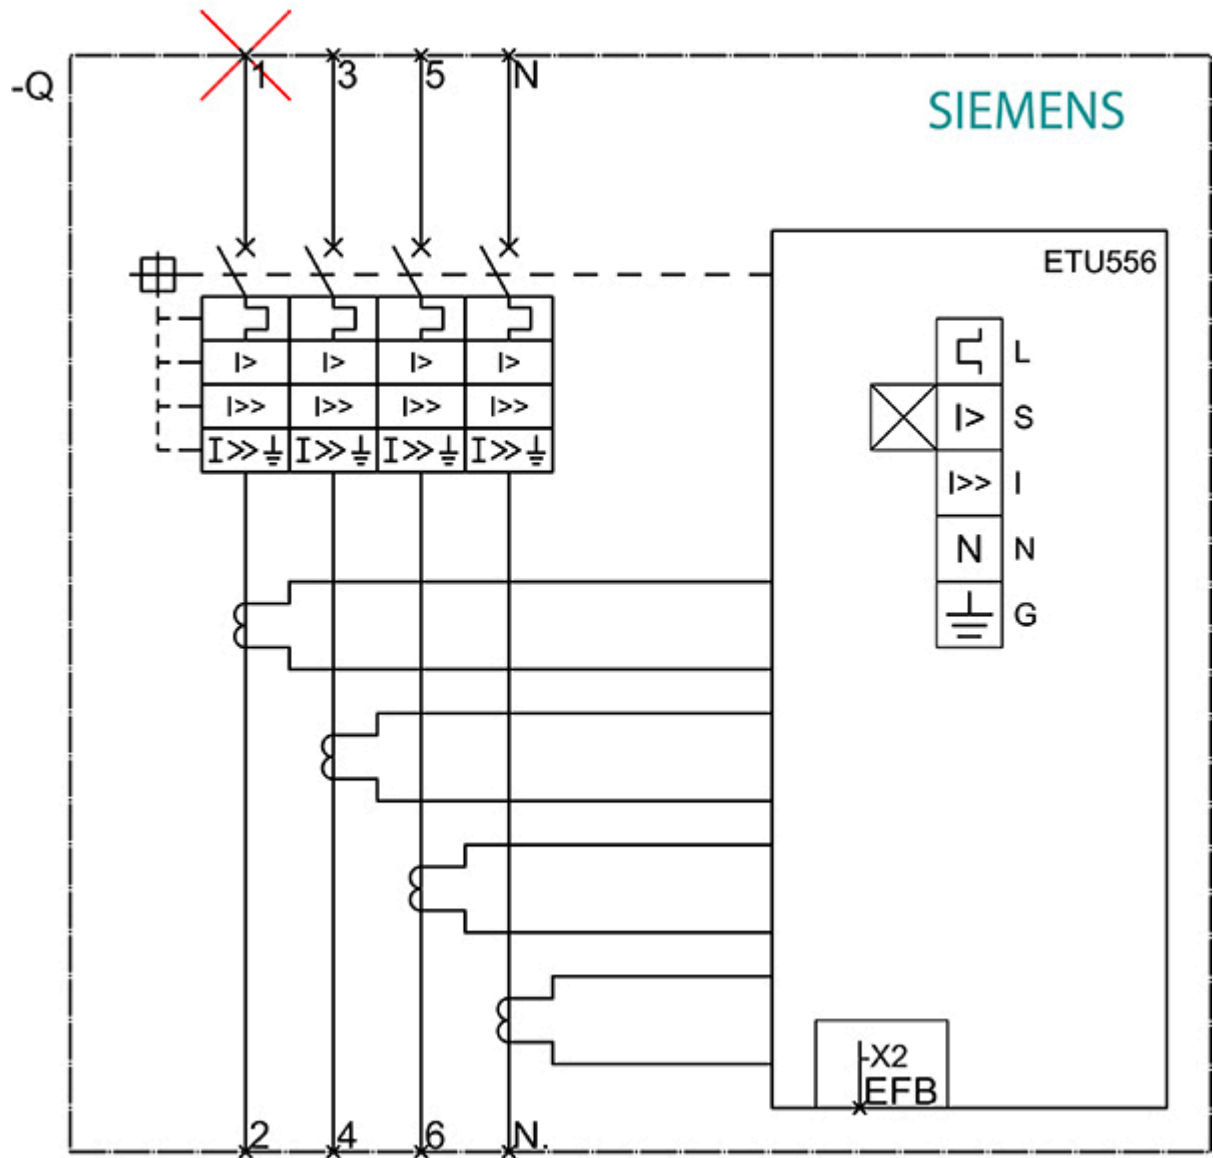 1 3 5 N
-Q
SIEMENS
ETU556
L
I> I> I> I>
I> S
I>> I>> I>> I>>
I>> I≫ I≫ I≫ I≫
I>> I
N N
G
-X2
EFB
2 4 6 N.